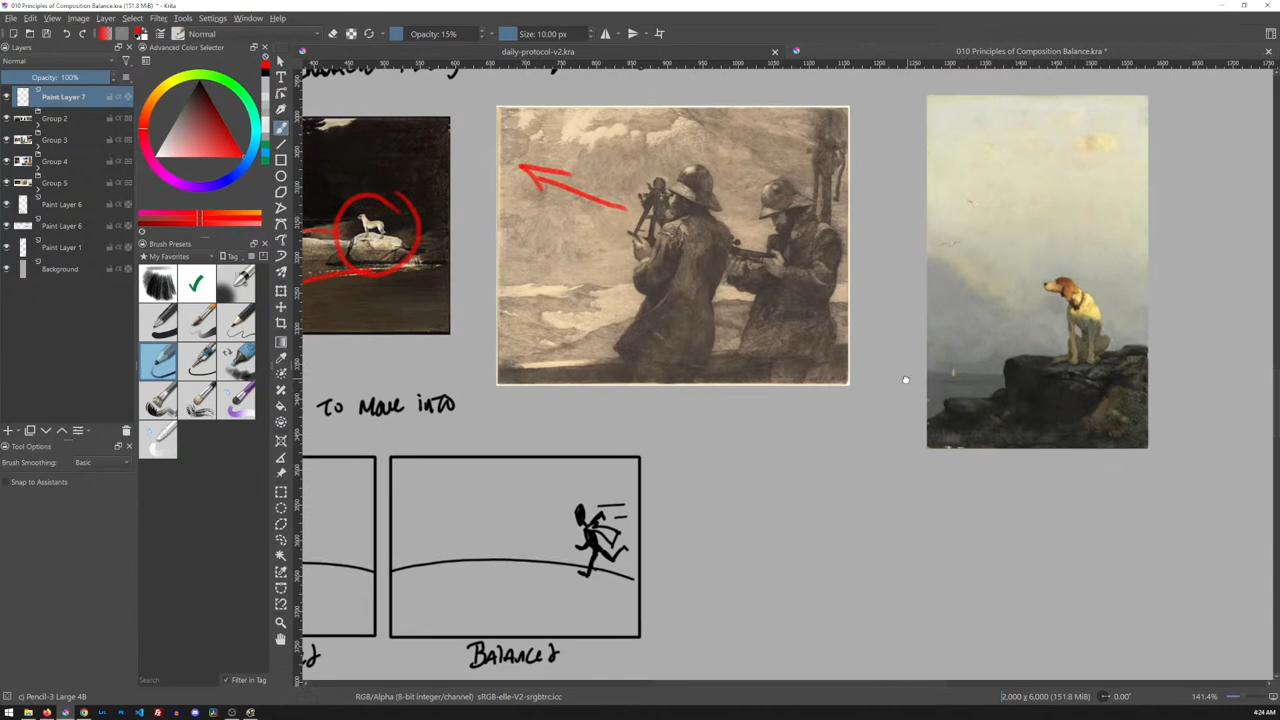 010 Principles of Composition Balance.kra (151.8 MiB) * - Krita
File Edit View Image Layer Select Filter Tools Settings Window Help
Normal Opacity: 15% Size: 10.00 px
Layers
Advanced Color Selector
daily-protocol-v2.kra
010 Principles of Composition Balance.kra *
Normal
Opacity: 100%
Paint Layer 7
Group 2
Group 3
Group 4
Group 5
Paint Layer 6
Paint Layer 6
Paint Layer 1
Background
Brush Presets
My Favorites Tag
Tool Options
Brush Smoothing: Basic
Snap to Assistants
To Move into
Balanced
Search Filter in Tag
Pencil-3 Large 4B
RGB/Alpha (8-bit integer/channel) sRGB-elle-V2-srgbtrc.icc
2,000 x 6,000 (151.8 MiB) 0.00° 141.4%
4:24 AM